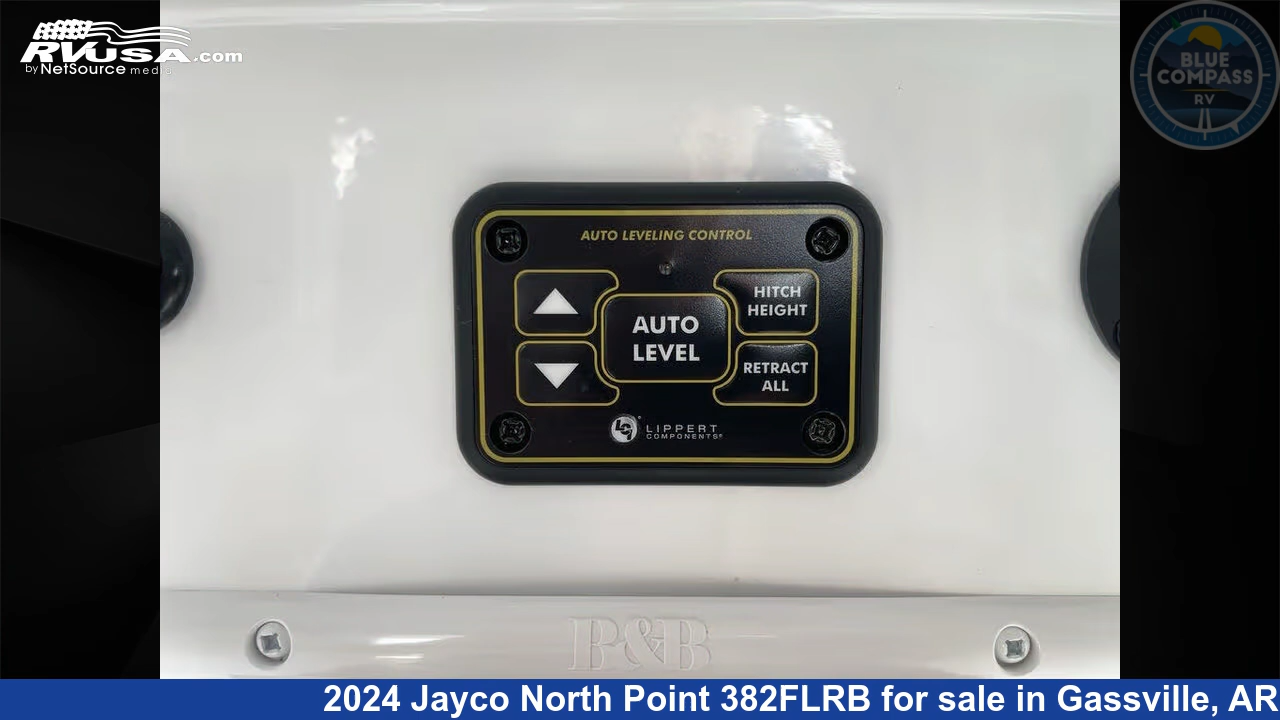 RVUSA.com
by NetSource media
BLUE
COMPASS
RV
AUTO LEVELING CONTROL
AUTO
LEVEL
HITCH
HEIGHT
RETRACT
ALL
LCI
LIPPERT
COMPONENTS®
B&B
2024 Jayco North Point 382FLRB for sale in Gassville, AR